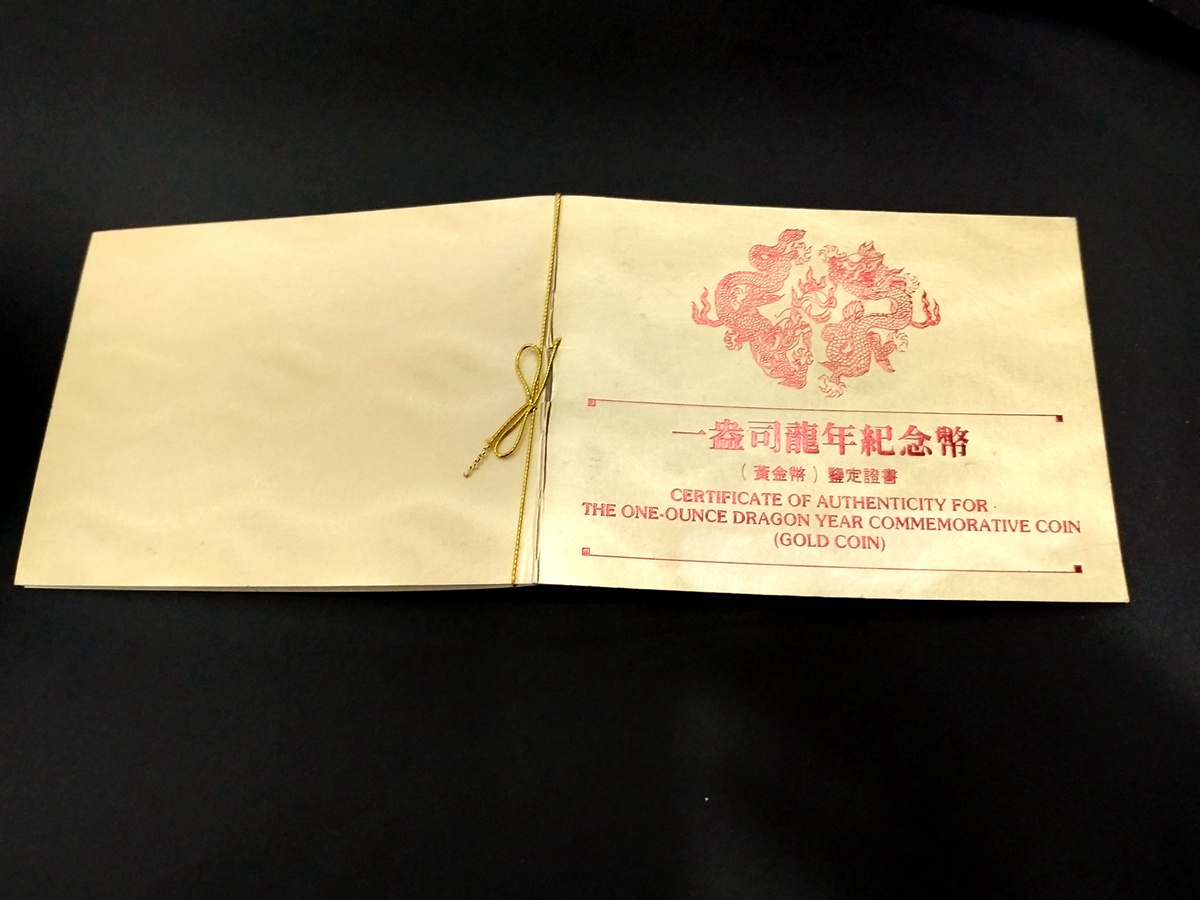 一盎司龍年紀念幣
(黃金幣) 鑒定證書
CERTIFICATE OF AUTHENTICITY FOR
THE ONE-OUNCE DRAGON YEAR COMMEMORATIVE COIN
(GOLD COIN)